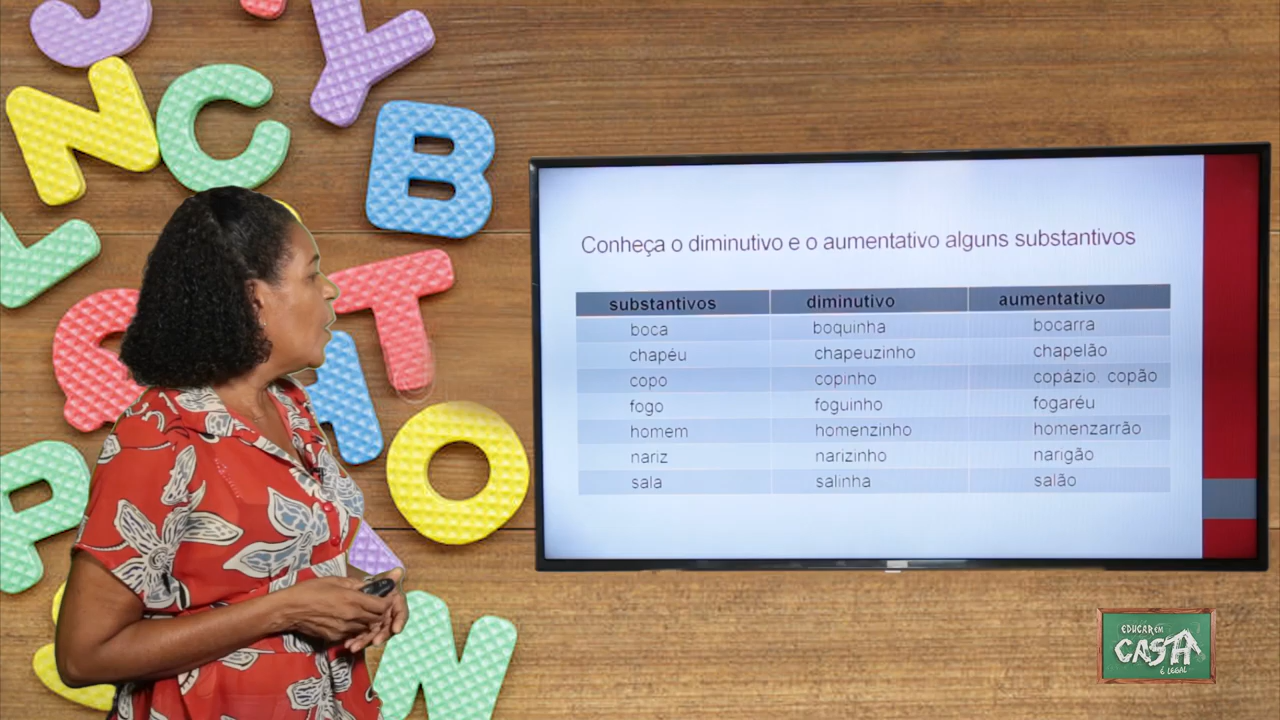 Conheça o diminutivo e o aumentativo alguns substantivos
substantivos diminutivo aumentativo
boca boquinha bocarra
chapéu chapeuzinho chapelão
copo copinho copázio copão
fogo foguinho fogaréu
homem homenzinho homenzarrão
nariz narizinho narigão
sala salinha salão
EDUCAR EM
CASA
É LEGAL
J
Y
N C
B
L
T
O